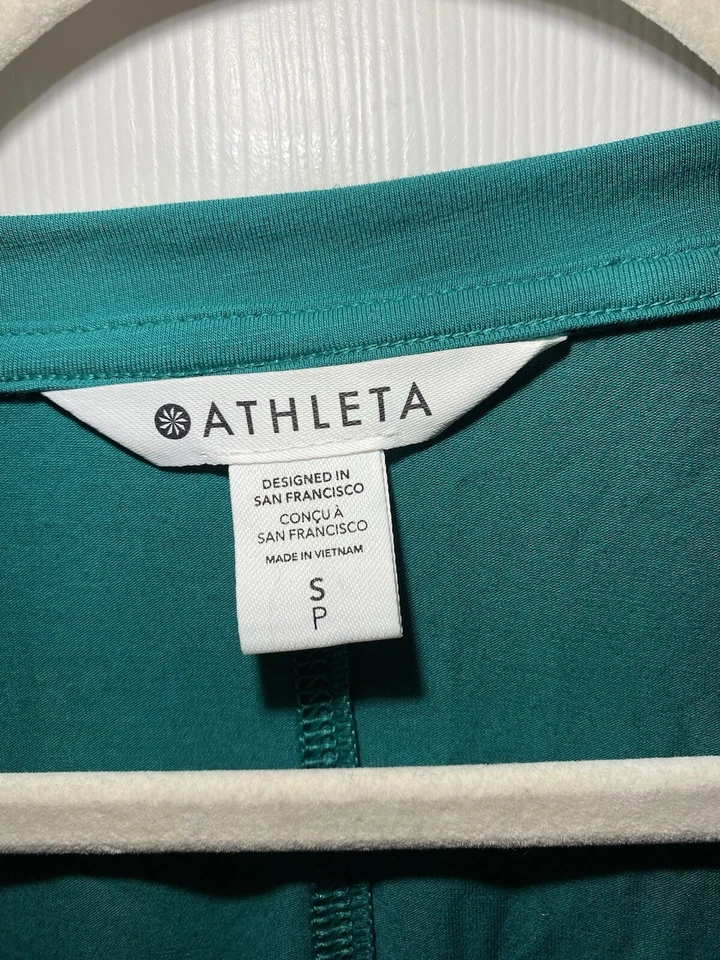 ATHLETA
DESIGNED IN
SAN FRANCISCO
CONÇU À
SAN FRANCISCO
MADE IN VIETNAM
S
P